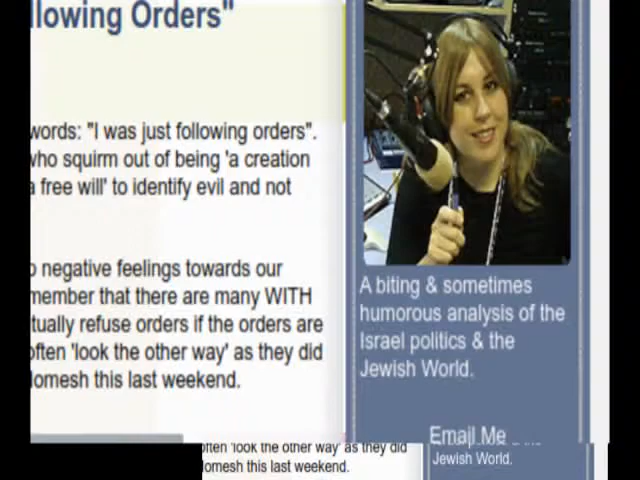 llowing Orders"
words: "I was just following orders".
who squirm out of being 'a creation
a free will' to identify evil and not
o negative feelings towards our
member that there are many WITH
tually refuse orders if the orders are
often 'look the other way' as they did
lomesh this last weekend.
A biting & sometimes
humorous analysis of the
Israel politics & the
Jewish World.
Email Me
often 'look the other way' as they did
lomesh this last weekend.
Jewish World.